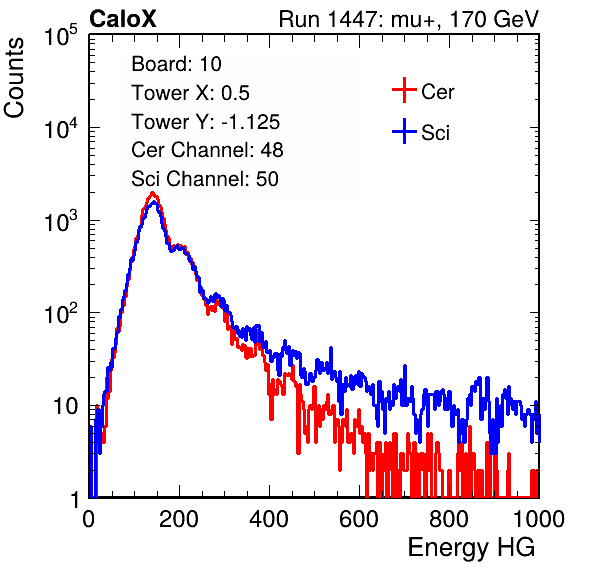 CaloX Run 1447: mu+, 170 GeV
Counts
Board: 10
Tower X: 0.5
Tower Y: -1.125
Cer Channel: 48
Sci Channel: 50
Cer
Sci
10^5
10^4
10^3
10^2
10
1
0 200 400 600 800 1000
Energy HG